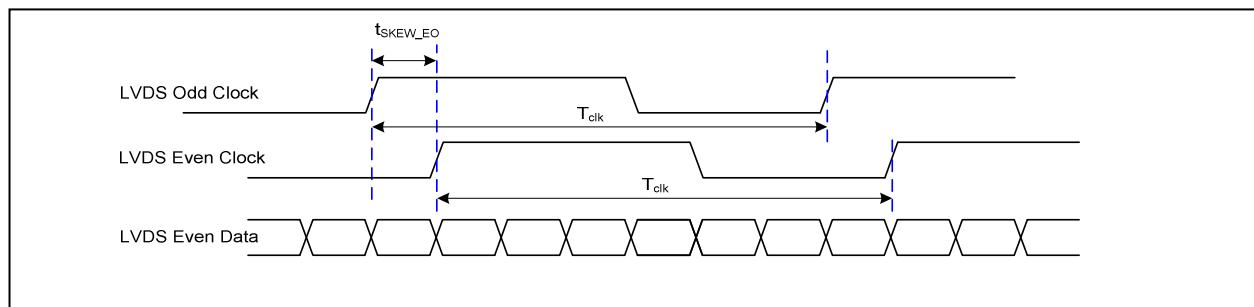 tSKEW_EO
LVDS Odd Clock
Tclk
LVDS Even Clock
Tclk
LVDS Even Data